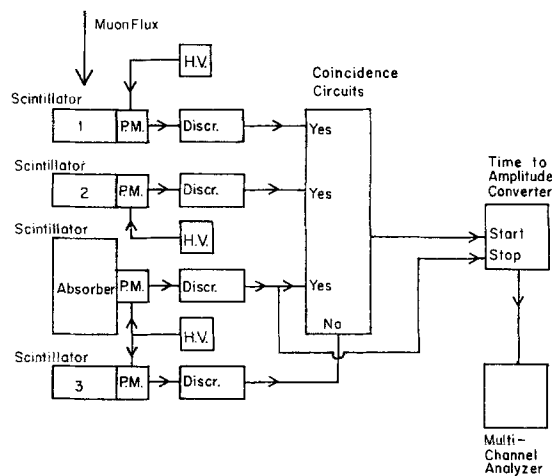 Muon Flux
H.V.
Scintillator
1
P.M.
Discr.
Coincidence
Circuits
Yes
Scintillator
2
P.M.
Discr.
Yes
H.V.
Scintillator
Absorber
P.M.
Discr.
Yes
No
H.V.
Scintillator
3
P.M.
Discr.
Time to
Amplitude
Converter
Start
Stop
Multi-
Channel
Analyzer